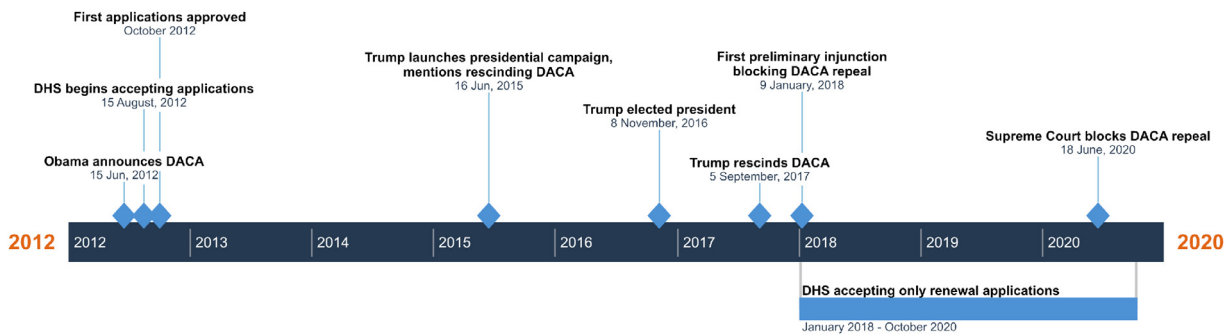 First applications approved
October 2012
DHS begins accepting applications
15 August, 2012
Obama announces DACA
15 Jun, 2012
Trump launches presidential campaign,
mentions rescinding DACA
16 Jun, 2015
Trump elected president
8 November, 2016
First preliminary injunction
blocking DACA repeal
9 January, 2018
Trump rescinds DACA
5 September, 2017
Supreme Court blocks DACA repeal
18 June, 2020
2012
2012 2013 2014 2015 2016 2017 2018 2019 2020
2020
DHS accepting only renewal applications
January 2018 - October 2020